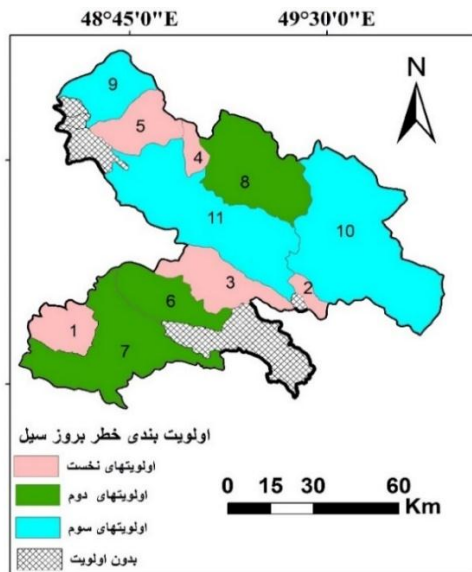 48°45'0"E 49°30'0"E
N
9
5
4
8
11
10
3
2
6
1
7
اولویت بندی خطر بروز سیل
اولویتهای نخست
اولویتهای دوم
اولویتهای سوم
بدون اولویت
0 15 30 60
Km